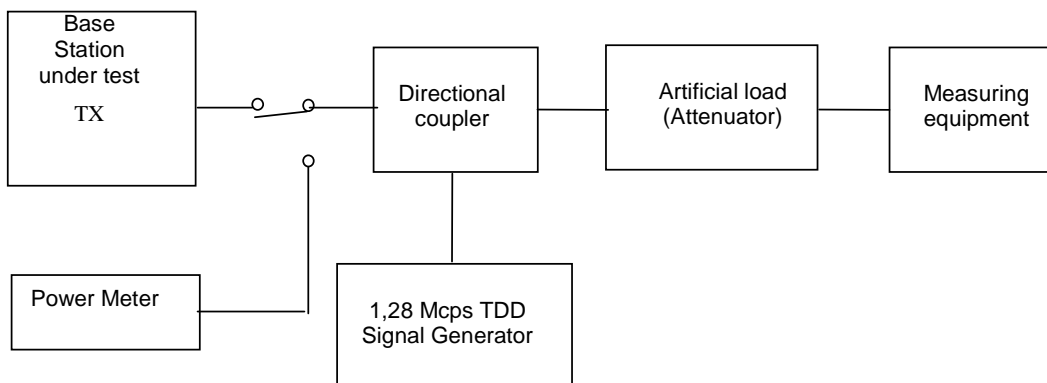 Base
Station
under test
TX
Directional
coupler
Artificial load
(Attenuator)
Measuring
equipment
Power Meter
1,28 Mcps TDD
Signal Generator